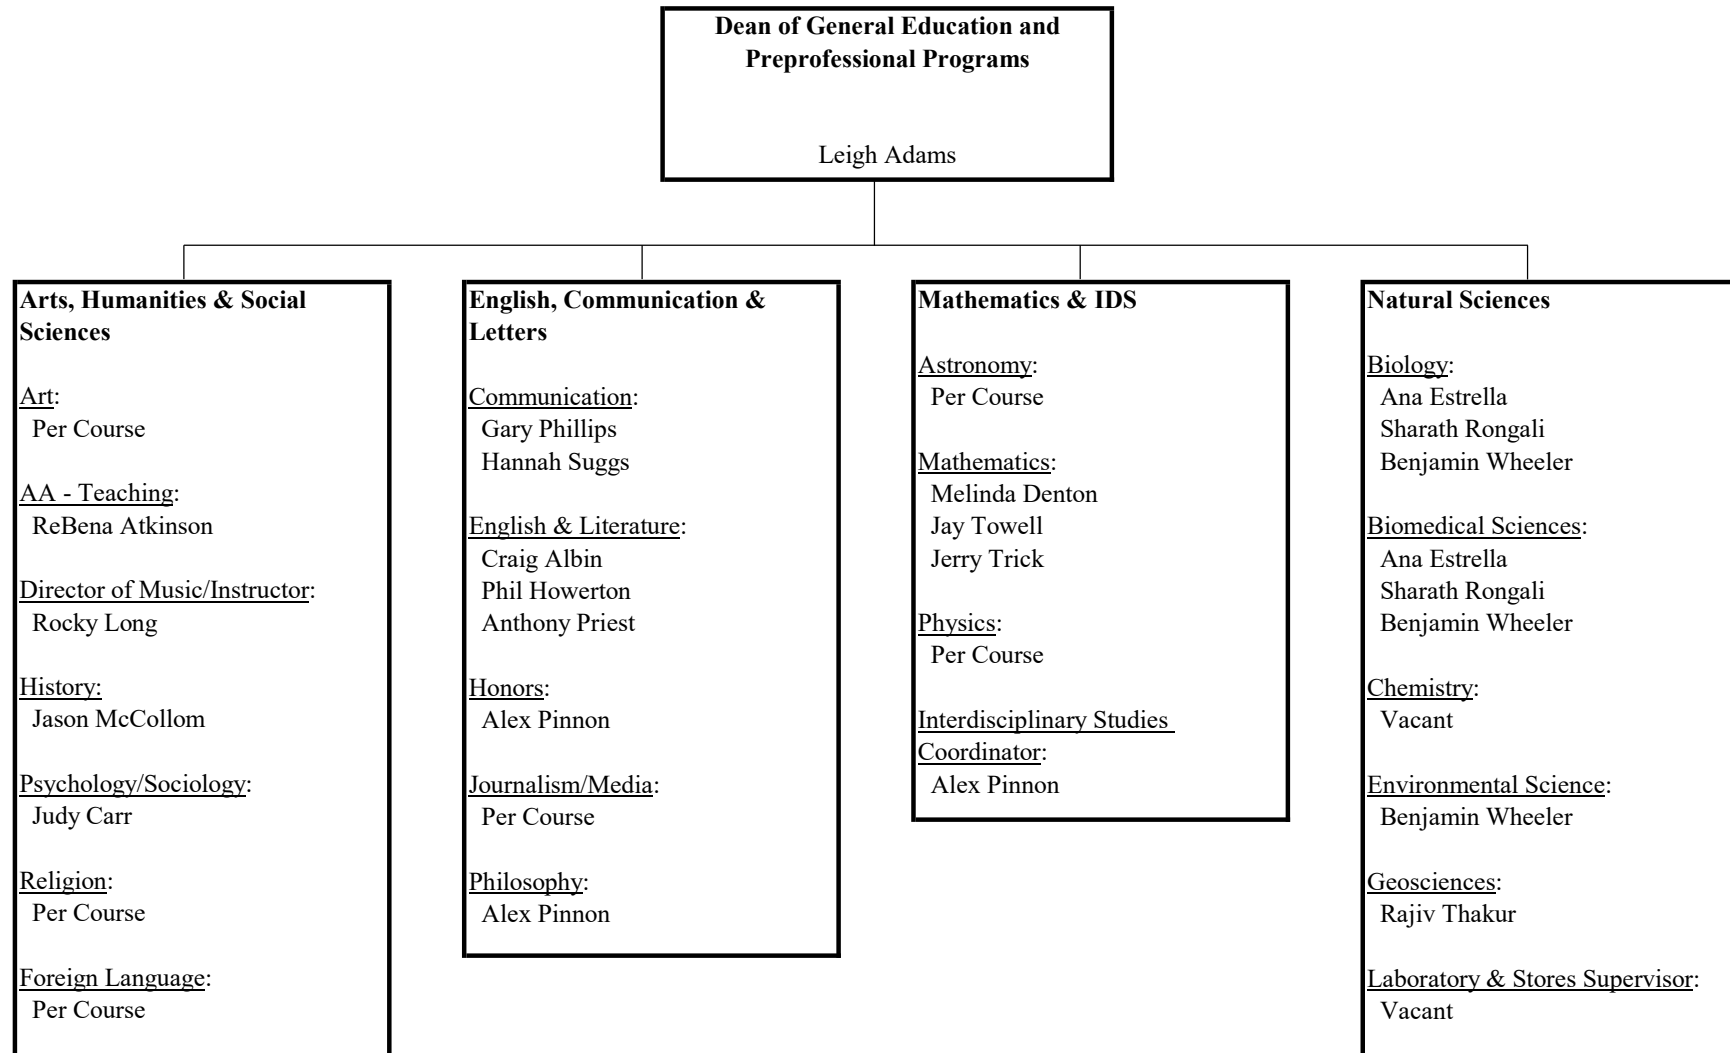 Dean of General Education and
Preprofessional Programs
Leigh Adams
Arts, Humanities & Social
Sciences
Art:
Per Course
AA - Teaching:
ReBena Atkinson
Director of Music/Instructor:
Rocky Long
History:
Jason McCollom
Psychology/Sociology:
Judy Carr
Religion:
Per Course
Foreign Language:
Per Course
English, Communication &
Letters
Communication:
Gary Phillips
Hannah Suggs
English & Literature:
Craig Albin
Phil Howerton
Anthony Priest
Honors:
Alex Pinnon
Journalism/Media:
Per Course
Philosophy:
Alex Pinnon
Mathematics & IDS
Astronomy:
Per Course
Mathematics:
Melinda Denton
Jay Towell
Jerry Trick
Physics:
Per Course
Interdisciplinary Studies
Coordinator:
Alex Pinnon
Natural Sciences
Biology:
Ana Estrella
Sharath Rongali
Benjamin Wheeler
Biomedical Sciences:
Ana Estrella
Sharath Rongali
Benjamin Wheeler
Chemistry:
Vacant
Environmental Science:
Benjamin Wheeler
Geosciences:
Rajiv Thakur
Laboratory & Stores Supervisor:
Vacant